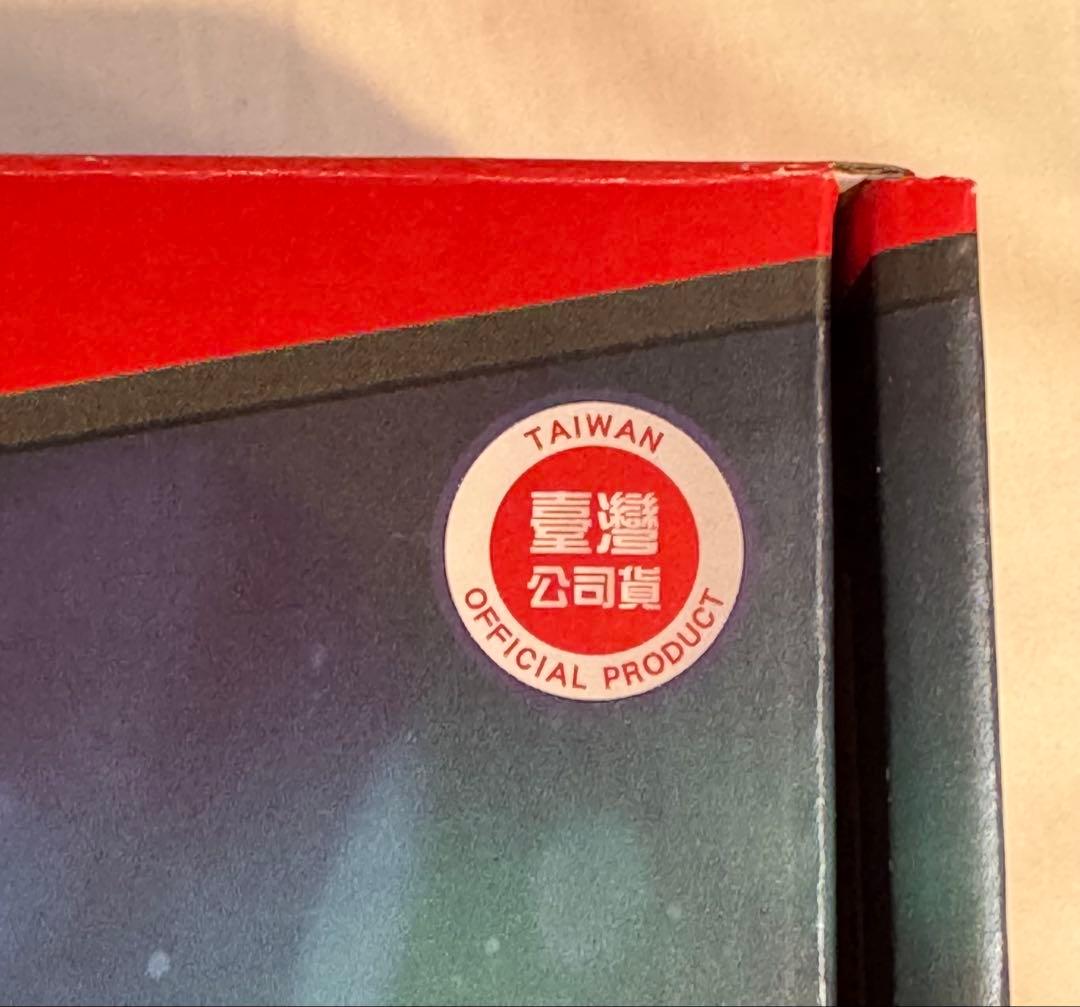 TAIWAN
臺灣
公司貨
OFFICIAL PRODUCT